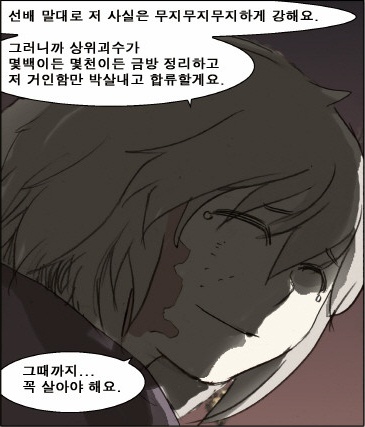 선배 말대로 저 사실은 무지무지무지하게 강해요.
그러니까 상위괴수가
몇백이든 몇천이든 금방 정리하고
저 거인함만 박살내고 합류할게요.
그때까지...
꼭 살아야 해요.